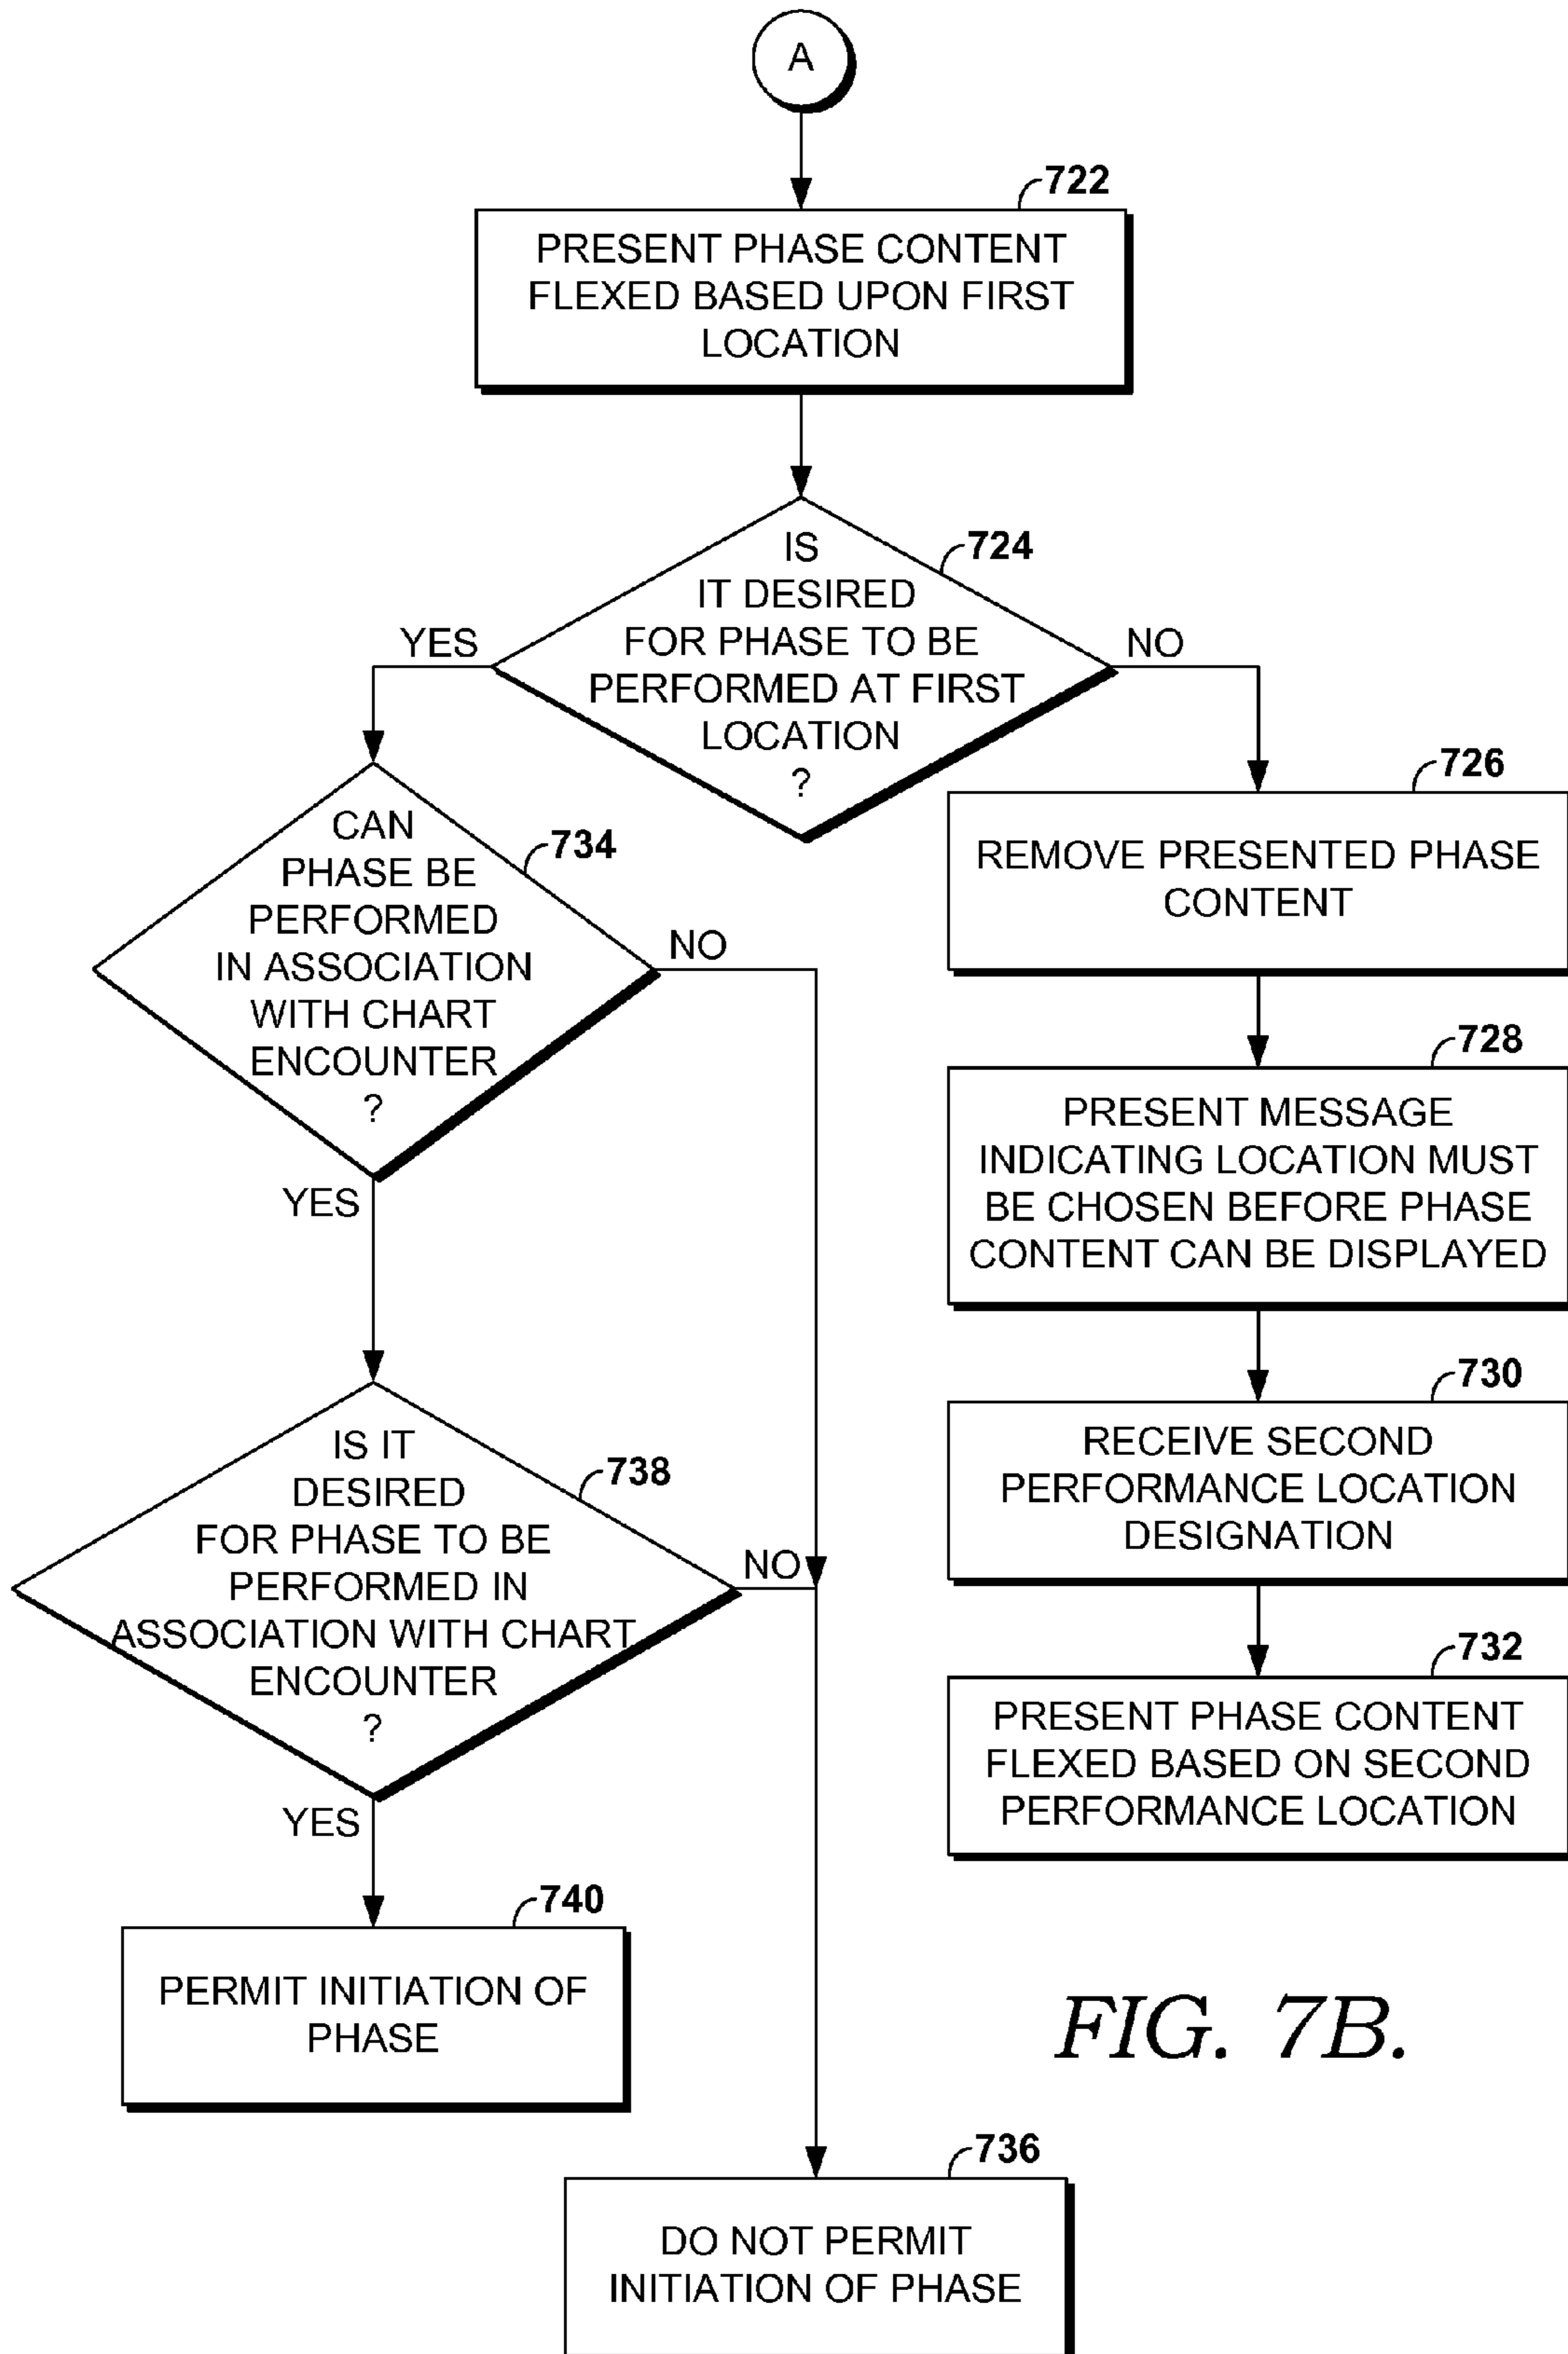 A
722
PRESENT PHASE CONTENT
FLEXED BASED UPON FIRST
LOCATION
724
IS
IT DESIRED
FOR PHASE TO BE
PERFORMED AT FIRST
LOCATION
?
YES
NO
734
CAN
PHASE BE
PERFORMED
IN ASSOCIATION
WITH CHART
ENCOUNTER
?
NO
YES
726
REMOVE PRESENTED PHASE
CONTENT
728
PRESENT MESSAGE
INDICATING LOCATION MUST
BE CHOSEN BEFORE PHASE
CONTENT CAN BE DISPLAYED
730
RECEIVE SECOND
PERFORMANCE LOCATION
DESIGNATION
732
PRESENT PHASE CONTENT
FLEXED BASED ON SECOND
PERFORMANCE LOCATION
738
IS IT
DESIRED
FOR PHASE TO BE
PERFORMED IN
ASSOCIATION WITH CHART
ENCOUNTER
?
NO
YES
740
PERMIT INITIATION OF
PHASE
736
DO NOT PERMIT
INITIATION OF PHASE
FIG. 7B.